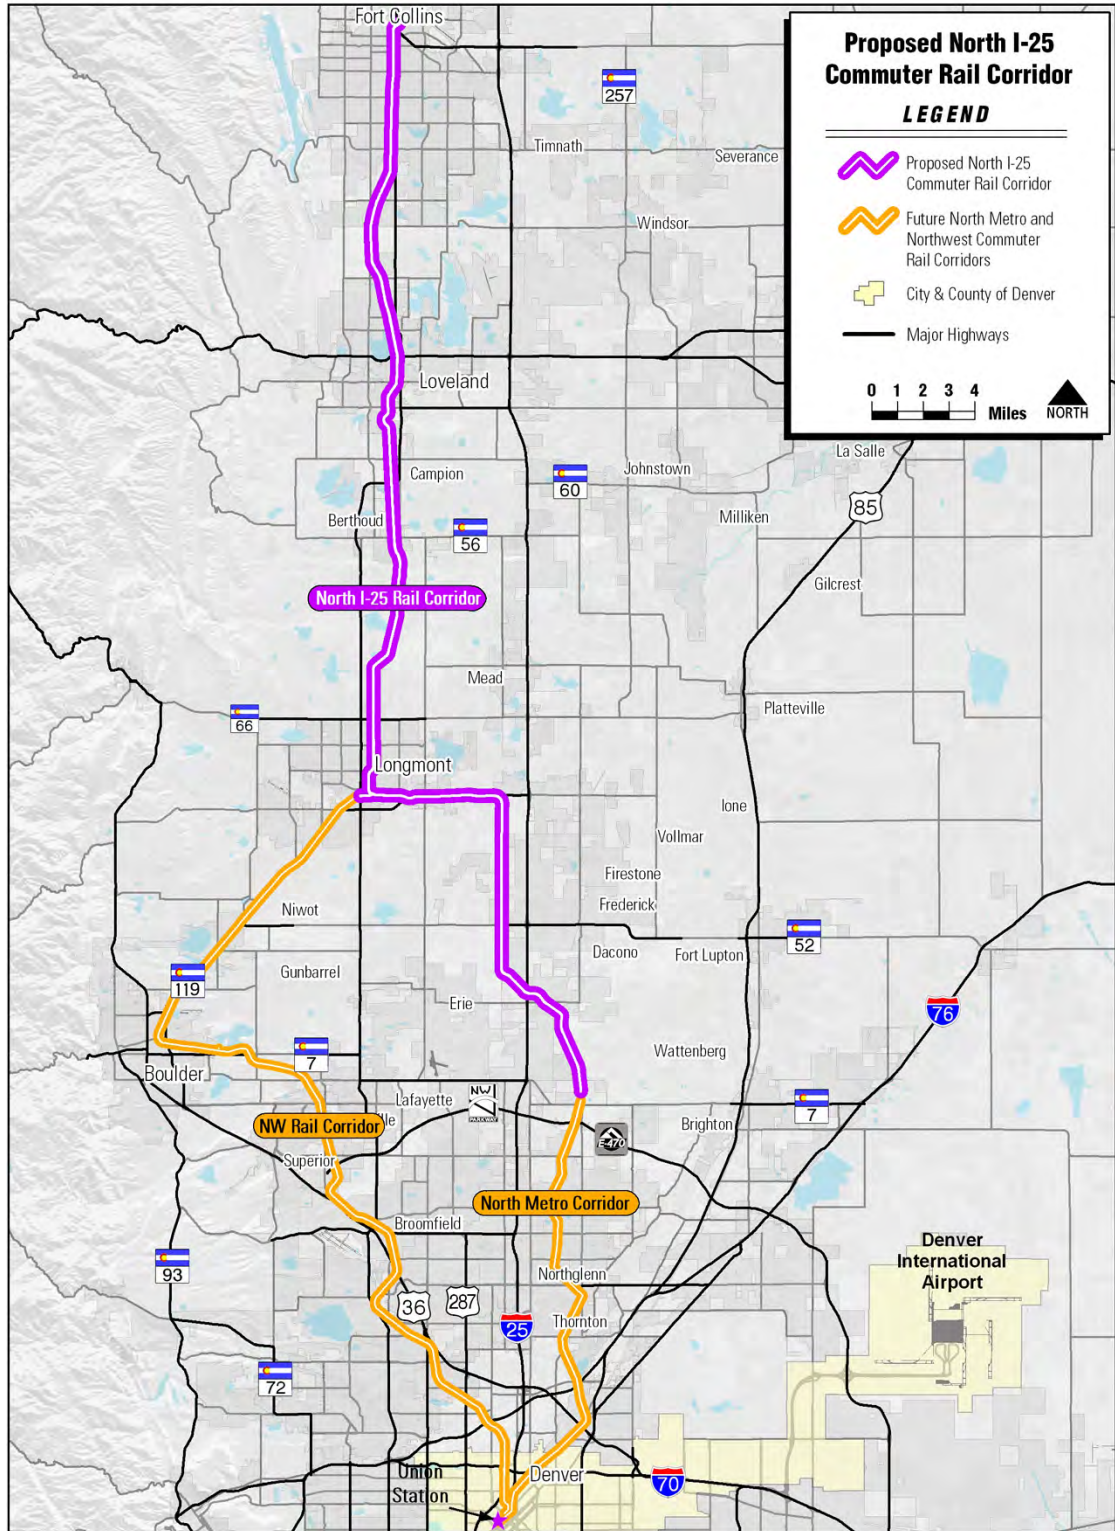 Fort Collins
Proposed North I-25
Commuter Rail Corridor
LEGEND
Proposed North I-25
Commuter Rail Corridor
Future North Metro and
Northwest Commuter
Rail Corridors
City & County of Denver
Major Highways
0 1 2 3 4
Miles
NORTH
257
Timnath
Severance
Windsor
Loveland
La Salle
Campion
Johnstown
60
85
Milliken
Berthoud
56
Gilcrest
North I-25 Rail Corridor
Mead
66
Platteville
Longmont
Ione
Vollmar
Firestone
Frederick
Niwot
52
Dacono
Fort Lupton
Gunbarrel
119
Erie
76
7
Wattenberg
Boulder
Lafayette
NW
PARKWAY
7
NW Rail Corridor
ille
Brighton
E-470
Superior
North Metro Corridor
Broomfield
Denver
International
Airport
93
Northglenn
36
287
25
Thornton
72
Union
Station
Denver
70